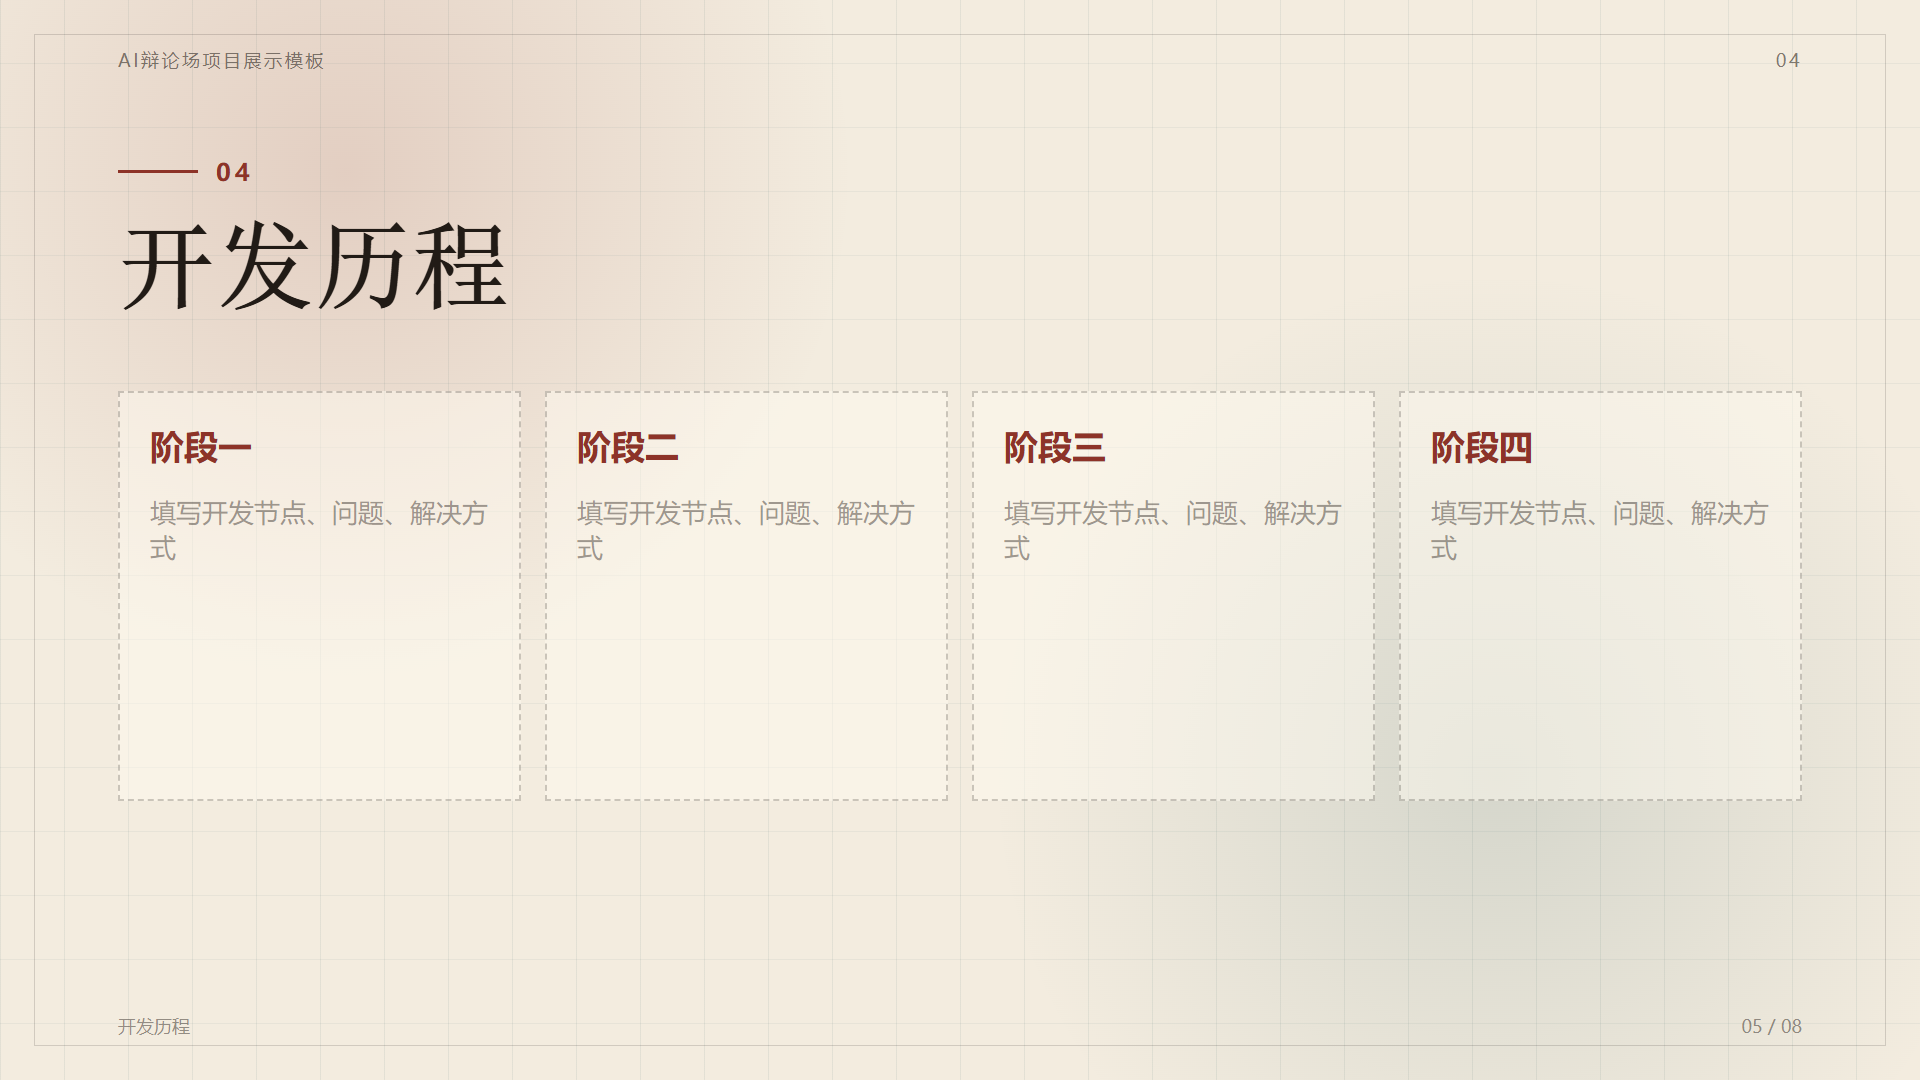 AI辩论场项目展示模板
04
04
开发历程
阶段一
填写开发节点、问题、解决方
式
阶段二
填写开发节点、问题、解决方
式
阶段三
填写开发节点、问题、解决方
式
阶段四
填写开发节点、问题、解决方
式
开发历程
05 / 08